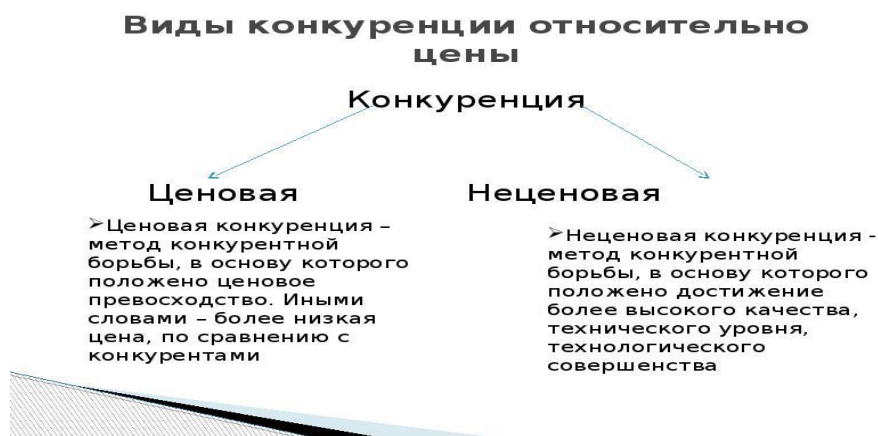 Виды конкуренции относительно
цены
Конкуренция
Ценовая
➢Ценовая конкуренция –
метод конкурентной
борьбы, в основу которого
положено ценовое
превосходство. Иными
словами – более низкая
цена, по сравнению с
конкурентами
Неценовая
➢Неценовая конкуренция -
метод конкурентной
борьбы, в основу которого
положено достижение
более высокого качества,
технического уровня,
технологического
совершенства